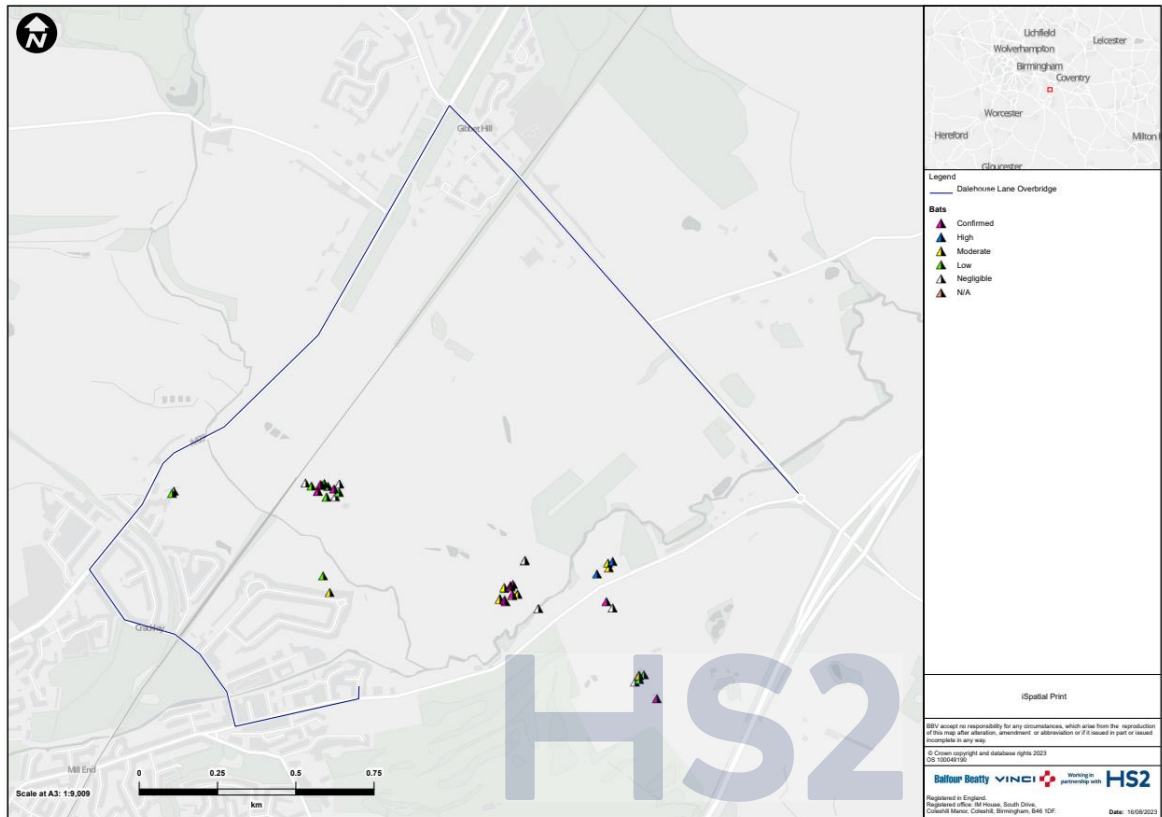 N
Gibbet Hill
Mill
Crackley
Mill End
0 0.25 0.5 0.75
km
Scale at A3: 1:9,009
HS2
Lichfield
Leicester
Wolverhampton
Birmingham
Coventry
Worcester
Hereford
Milton
Gloucester
Legend
Dalehouse Lane Overbridge
Bats
Confirmed
High
Moderate
Low
Negligible
N/A
iSpatial Print
BBV accept no responsibility for any circumstances, which arise from the reproduction
of this map after alteration, amendment or abbreviation or if it issued in part or issued
incomplete in any way.
© Crown copyright and database rights 2023
OS 100049190
Balfour Beatty VINCI Working in partnership with HS2
Registered in England.
Registered office: IM House, South Drive,
Coleshill Manor, Coleshill, Birmingham, B46 1DF.
Date: 16/08/2023